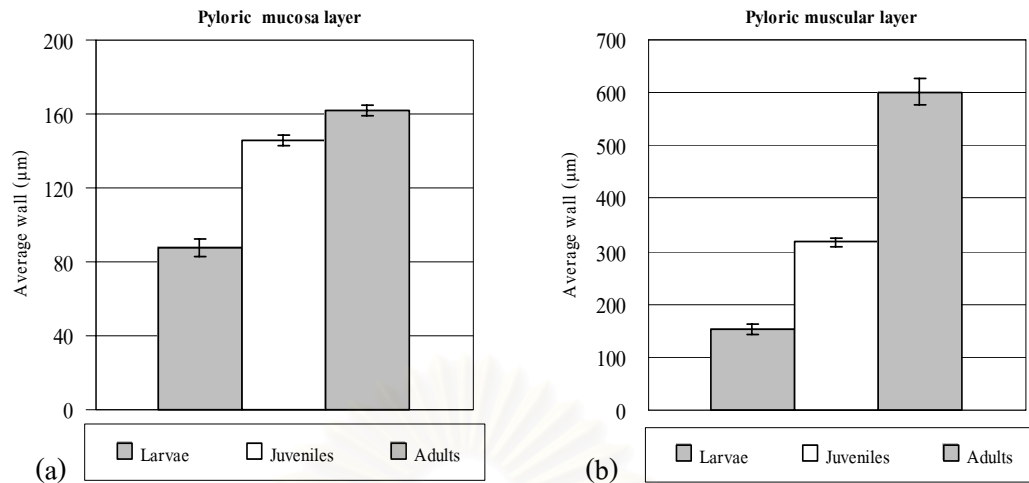 Pyloric mucosa layer
200
160
120
80
40
0
Average wall (µm)
Larvae Juveniles Adults
(a)
Pyloric muscular layer
700
600
500
400
300
200
100
0
Average wall (µm)
Larvae Juveniles Adults
(b)